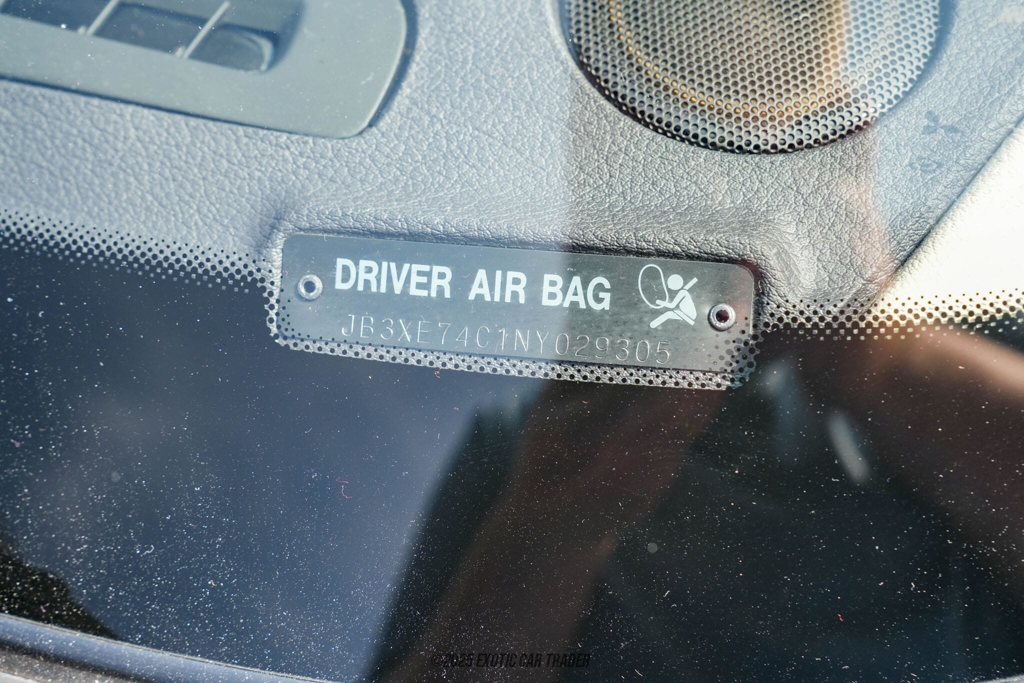 DRIVER AIR BAG
JB3XE74C1NY029305
©2025 EXOTIC CAR TRADER